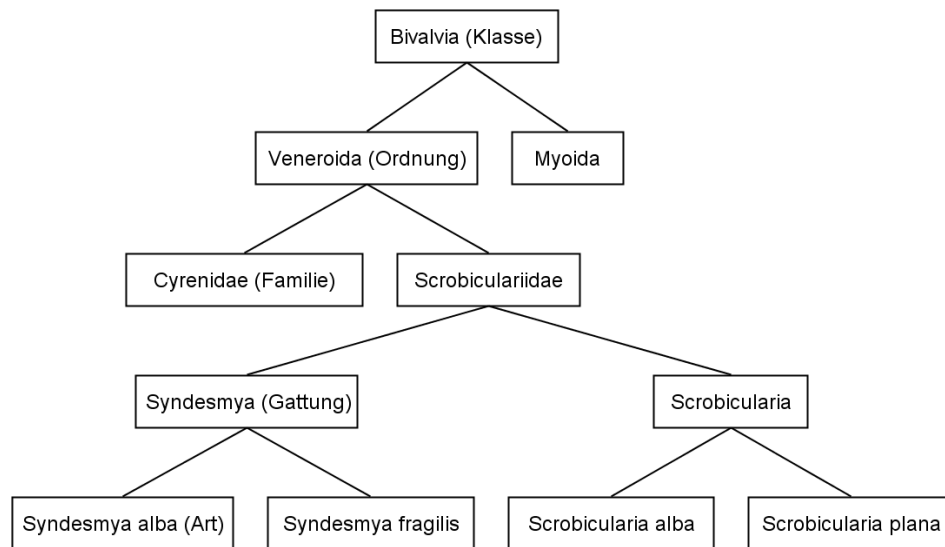 Bivalvia (Klasse)
Veneroida (Ordnung)
Myoida
Cyrenidae (Familie)
Scrobiculariidae
Syndesmya (Gattung)
Scrobicularia
Syndesmya alba (Art)
Syndesmya fragilis
Scrobicularia alba
Scrobicularia plana